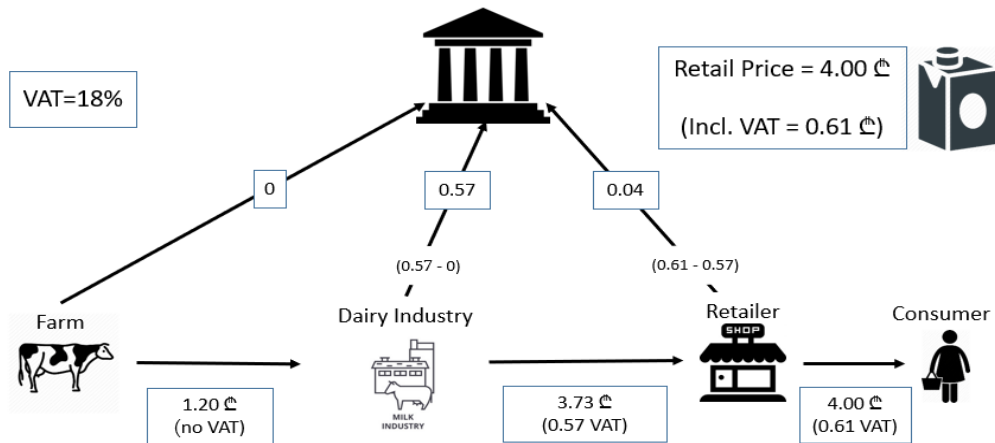 VAT=18%
Retail Price = 4.00 ₾
(Incl. VAT = 0.61 ₾)
0
0.57
0.04
(0.57 - 0)
(0.61 - 0.57)
Farm
Dairy Industry
Retailer
Consumer
SHOP
MILK
INDUSTRY
1.20 ₾
(no VAT)
3.73 ₾
(0.57 VAT)
4.00 ₾
(0.61 VAT)